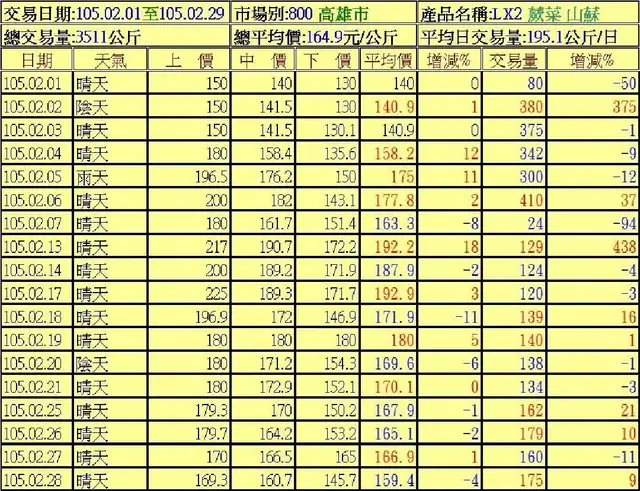 交易日期:105.02.01至105.02.29 市場別:800 高雄市 產品名稱:LX2 蕨菜 山蘇
總交易量:3511公斤 總平均價:164.9元/公斤 平均日交易量:195.1公斤/日
日期 天氣 上 價 中 價 下 價 平均價 增減% 交易量 增減%
105.02.01 晴天 150 140 130 140 0 80 -50
105.02.02 陰天 150 141.5 130 140.9 1 380 375
105.02.03 晴天 150 141.5 130.1 140.9 0 375 -1
105.02.04 晴天 180 158.4 135.6 158.2 12 342 -9
105.02.05 雨天 196.5 176.2 150 175 11 300 -12
105.02.06 晴天 200 182 143.1 177.8 2 410 37
105.02.07 晴天 180 161.7 151.4 163.3 -8 24 -94
105.02.13 晴天 217 190.7 172.2 192.2 18 129 438
105.02.14 晴天 200 189.2 171.9 187.9 -2 124 -4
105.02.17 晴天 225 189.3 171.7 192.9 3 120 -3
105.02.18 晴天 196.9 172 146.9 171.9 -11 139 16
105.02.19 晴天 180 180 180 180 5 140 1
105.02.20 陰天 180 171.2 154.3 169.6 -6 138 -1
105.02.21 晴天 180 172.9 152.1 170.1 0 134 -3
105.02.25 晴天 179.3 170 150.2 167.9 -1 162 21
105.02.26 晴天 179.7 164.2 153.2 165.1 -2 179 10
105.02.27 晴天 170 166.5 165 166.9 1 160 -11
105.02.28 晴天 169.3 160.7 145.7 159.4 -4 175 9